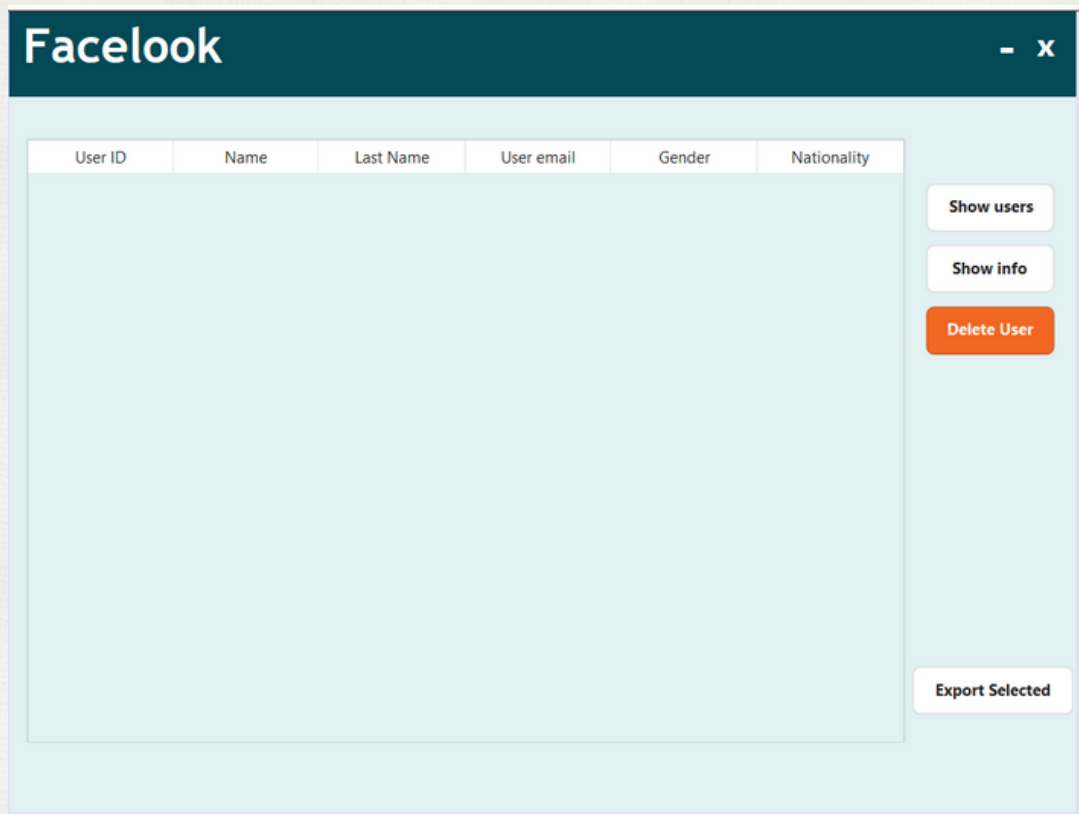 Facelook
- x
User ID Name Last Name User email Gender Nationality
Show users
Show info
Delete User
Export Selected